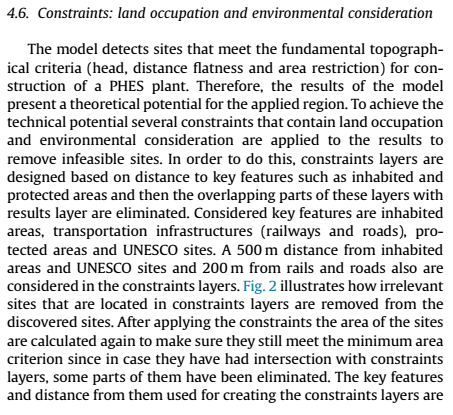 4.6. Constraints: land occupation and environmental consideration
The model detects sites that meet the fundamental topograph-
ical criteria (head, distance flatness and area restriction) for con-
struction of a PHES plant. Therefore, the results of the model
present a theoretical potential for the applied region. To achieve the
technical potential several constraints that contain land occupation
and environmental consideration are applied to the results to
remove infeasible sites. In order to do this, constraints layers are
designed based on distance to key features such as inhabited and
protected areas and then the overlapping parts of these layers with
results layer are eliminated. Considered key features are inhabited
areas, transportation infrastructures (railways and roads), pro-
tected areas and UNESCO sites. A 500 m distance from inhabited
areas and UNESCO sites and 200 m from rails and roads also are
considered in the constraints layers. Fig. 2 illustrates how irrelevant
sites that are located in constraints layers are removed from the
discovered sites. After applying the constraints the area of the sites
are calculated again to make sure they still meet the minimum area
criterion since in case they have had intersection with constraints
layers, some parts of them have been eliminated. The key features
and distance from them used for creating the constraints layers are